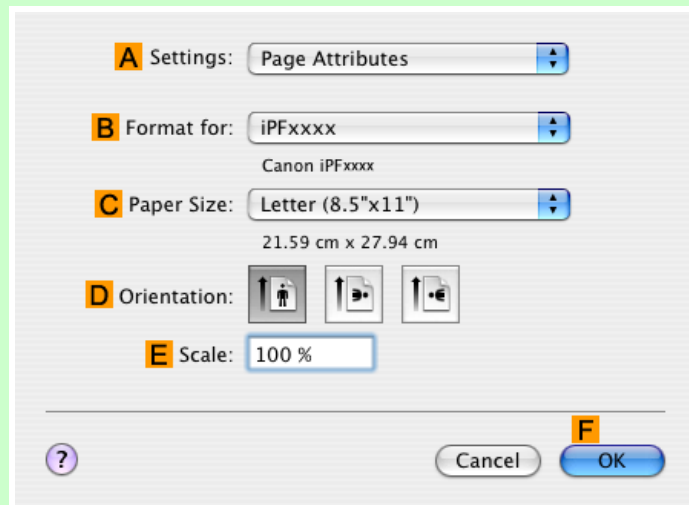 A Settings: Page Attributes
B Format for: iPFxxxx
Canon iPFxxxx
C Paper Size: Letter (8.5"x11")
21.59 cm x 27.94 cm
D Orientation:
E Scale: 100 %
F
? Cancel OK